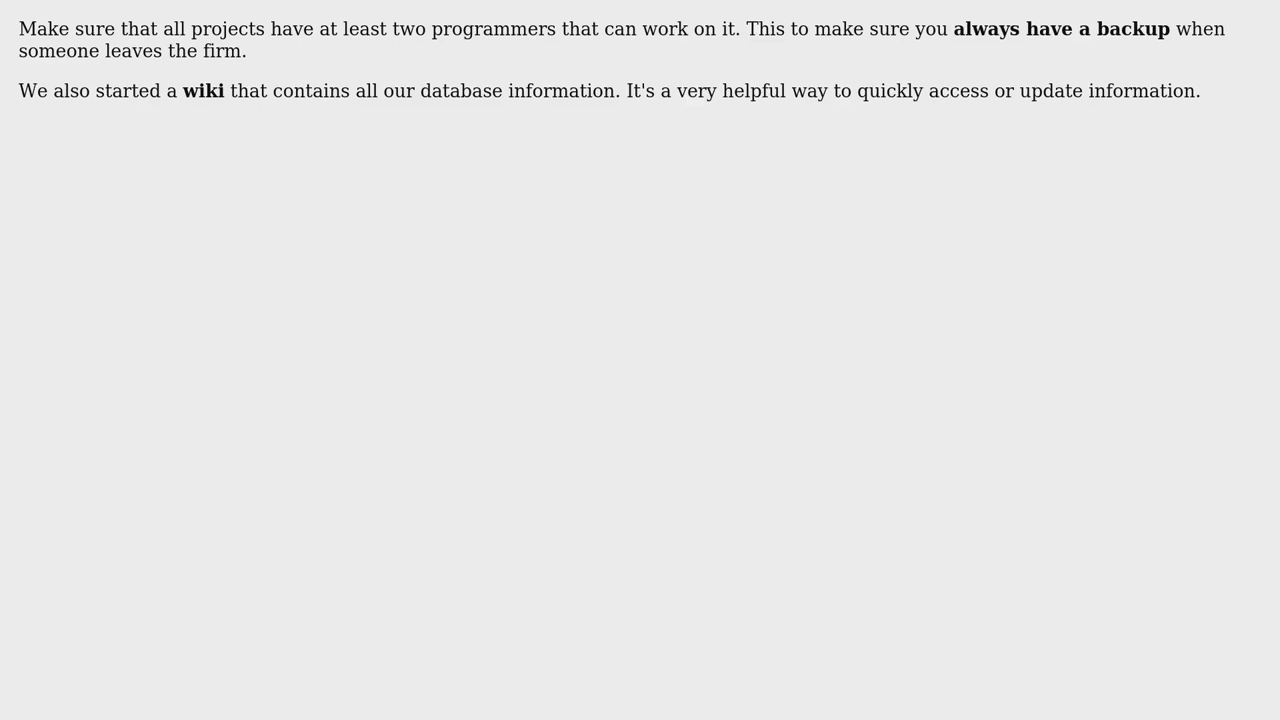 Make sure that all projects have at least two programmers that can work on it. This to make sure you always have a backup when
someone leaves the firm.
We also started a wiki that contains all our database information. It's a very helpful way to quickly access or update information.